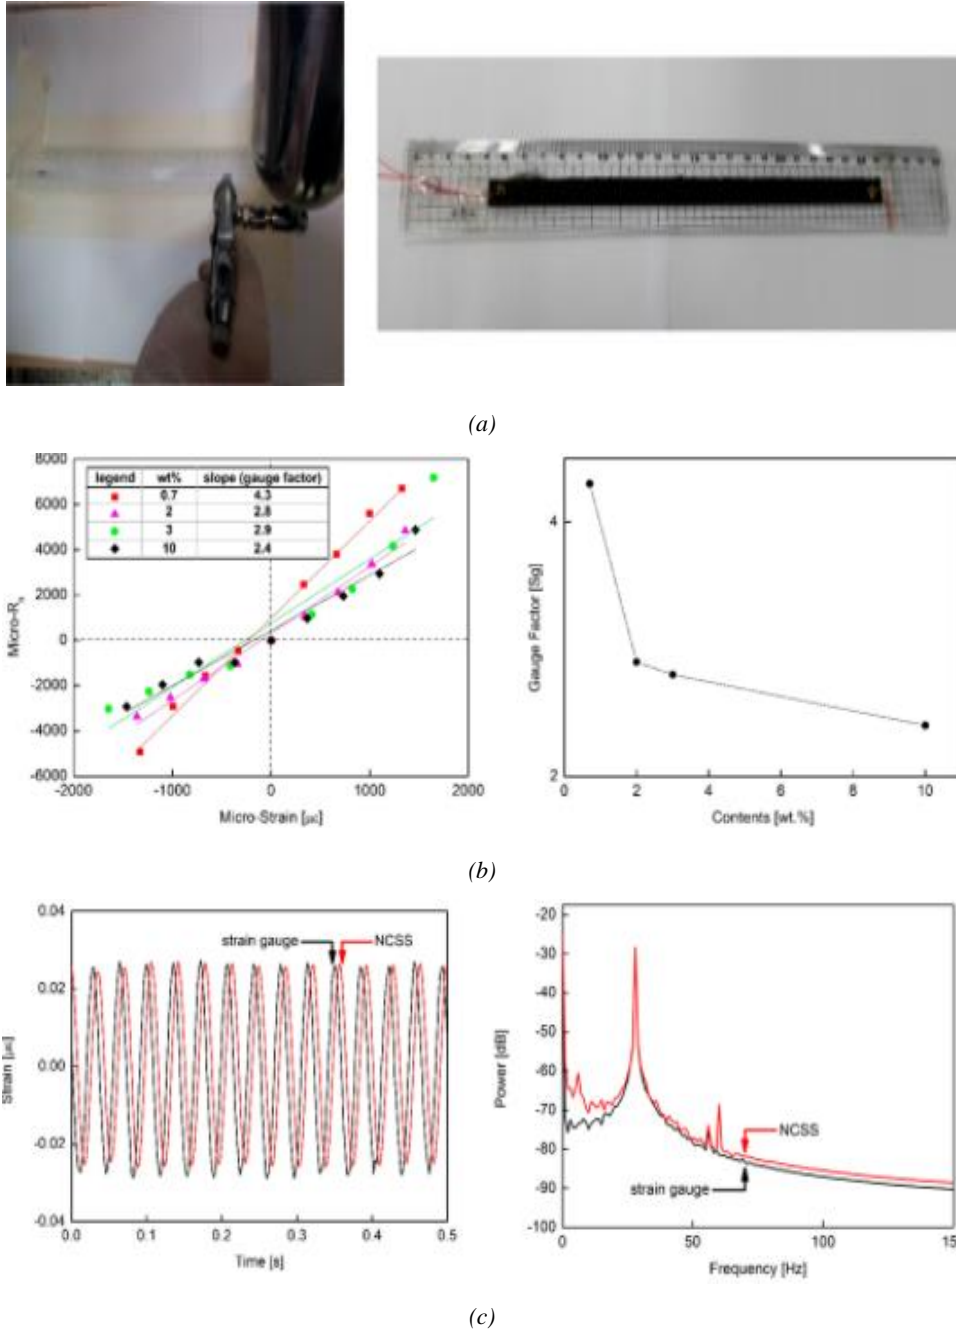 (a)
8000
6000
4000
2000
0
-2000
-4000
-6000
-2000 -1000 0 1000 2000
Micro-Strain [με]
legend wt% slope (gauge factor)
0.7 4.3
2 2.8
3 2.9
10 2.4
4
2
0 2 4 6 8 10
Gauge Factor [Sg]
Contents [wt.%]
(b)
0.04
0.02
0.00
-0.02
-0.04
0.0 0.1 0.2 0.3 0.4 0.5
Strain [με]
Time [s]
strain gauge NCSS
-20
-30
-40
-50
-60
-70
-80
-90
-100
0 50 100 15
Power [dB]
Frequency [Hz]
NCSS
strain gauge
(c)